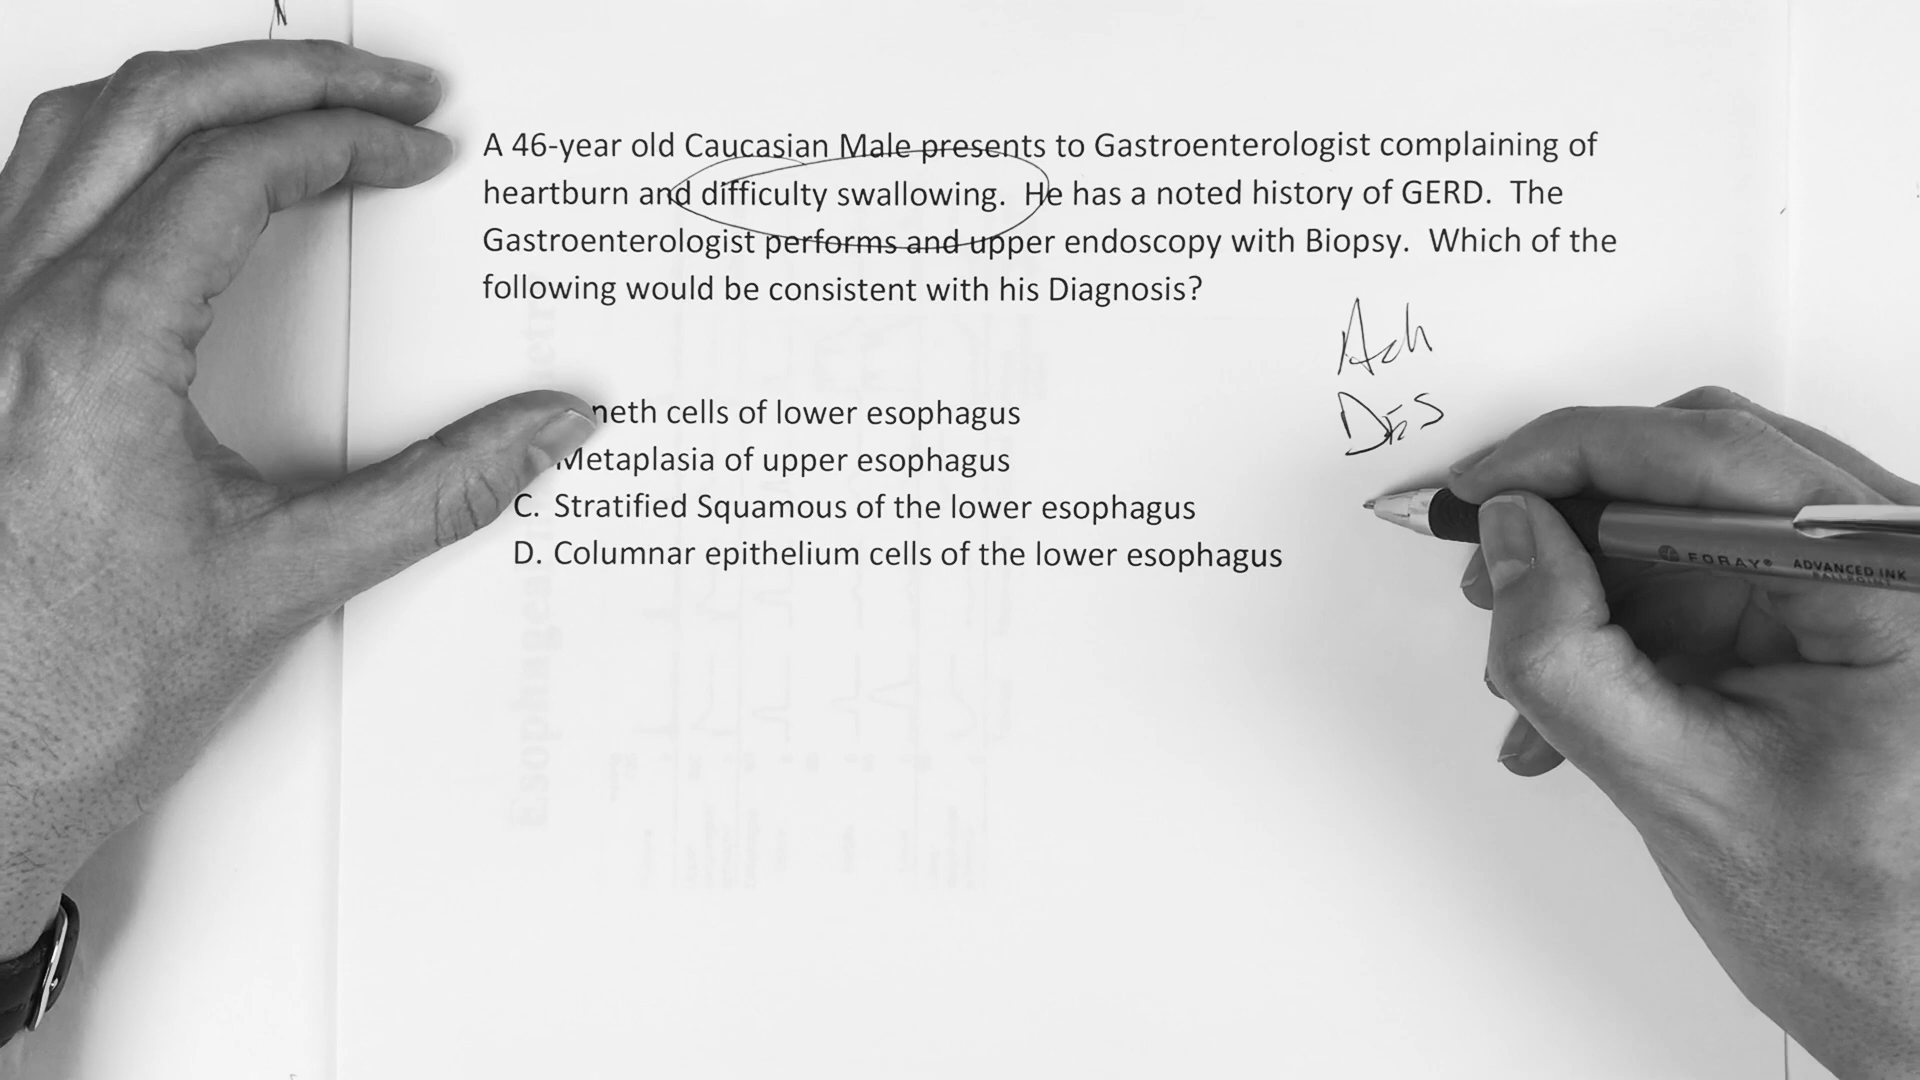 A 46-year old Caucasian Male presents to Gastroenterologist complaining of
heartburn and difficulty swallowing. He has a noted history of GERD. The
Gastroenterologist performs and upper endoscopy with Biopsy. Which of the
following would be consistent with his Diagnosis?
Ach
DES
neth cells of lower esophagus
Metaplasia of upper esophagus
C. Stratified Squamous of the lower esophagus
D. Columnar epithelium cells of the lower esophagus
FORAY® ADVANCED INK
BALLPOINT
esophageal